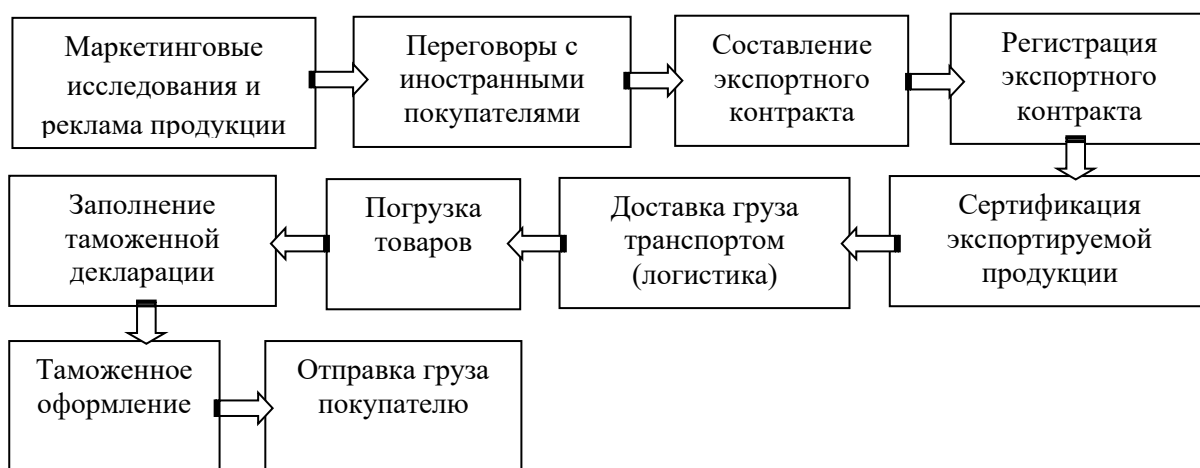 Маркетинговые
исследования и
реклама продукции
Переговоры с
иностранными
покупателями
Составление
экспортного
контракта
Регистрация
экспортного
контракта
Сертификация
экспортируемой
продукции
Доставка груза
транспортом
(логистика)
Погрузка
товаров
Заполнение
таможенной
декларации
Таможенное
оформление
Отправка груза
покупателю